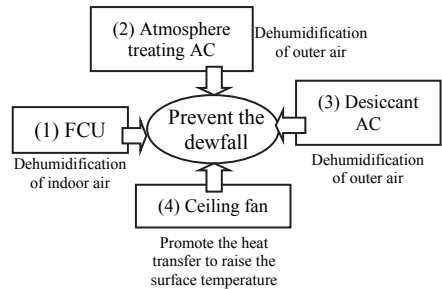 (2) Atmosphere
treating AC
Dehumidification
of outer air
(1) FCU
Dehumidification
of indoor air
Prevent the
dewfall
(3) Desiccant
AC
Dehumidification
of outer air
(4) Ceiling fan
Promote the heat
transfer to raise the
surface temperature